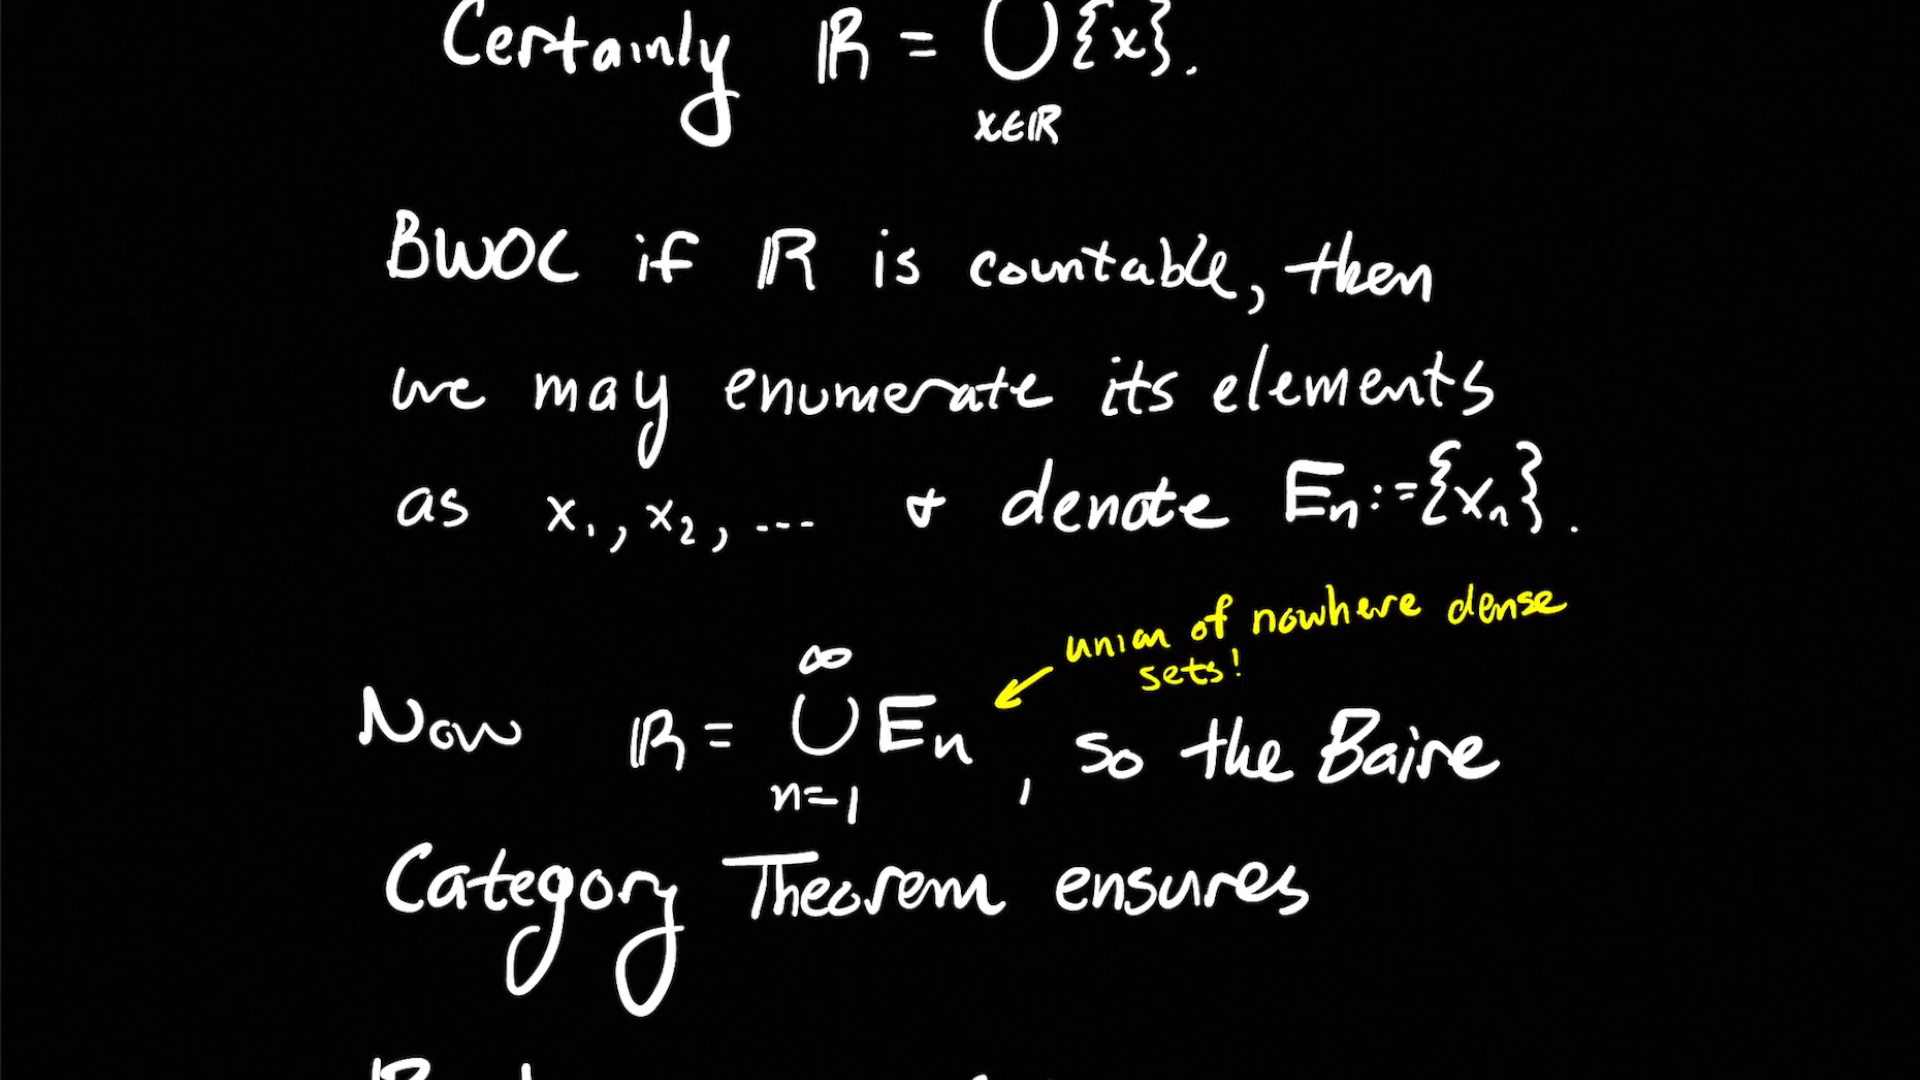 Certainly ℝ = ⋃ {x}.
x∈ℝ
BWOC if ℝ is countable, then
we may enumerate its elements
as x₁, x₂, --- & denote Eₙ := {xₙ}.
union of nowhere dense
sets!
∞
Now ℝ = ⋃ Eₙ, so the Baire
n=1
Category Theorem ensures